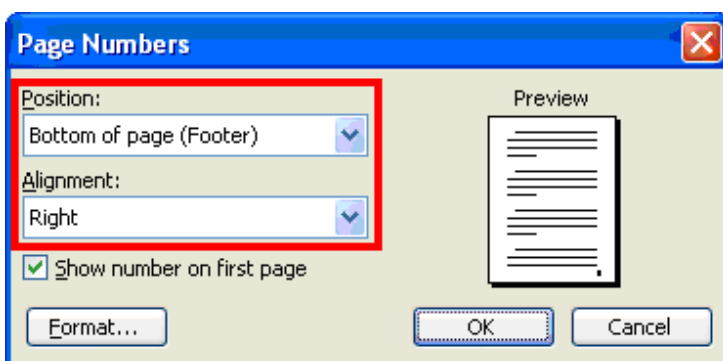 Page Numbers
Position:
Preview
Bottom of page (Footer)
Alignment:
Right
Show number on first page
Format...
OK
Cancel